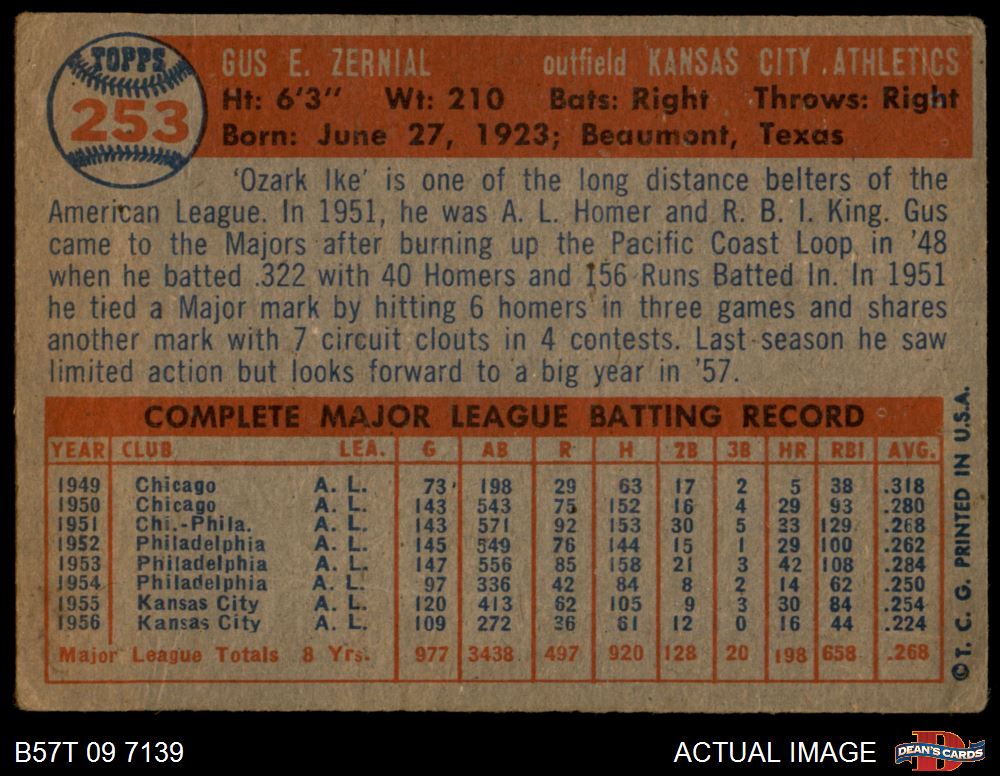 TOPPS
253
GUS E. ZERNIAL outfield KANSAS CITY ATHLETICS
Ht: 6'3" Wt: 210 Bats: Right Throws: Right
Born: June 27, 1923; Beaumont, Texas
'Ozark Ike' is one of the long distance belters of the
American League. In 1951, he was A. L. Homer and R. B. I. King. Gus
came to the Majors after burning up the Pacific Coast Loop in '48
when he batted .322 with 40 Homers and 156 Runs Batted In. In 1951
he tied a Major mark by hitting 6 homers in three games and shares
another mark with 7 circuit clouts in 4 contests. Last season he saw
limited action but looks forward to a big year in '57.
COMPLETE MAJOR LEAGUE BATTING RECORD
YEAR CLUB LEA. G AB R H 2B 3B HR RBI AVG.
1949 Chicago A. L. 73 198 29 63 17 2 5 38 .318
1950 Chicago A. L. 143 543 75 152 16 4 29 93 .280
1951 Chi.-Phila. A. L. 143 571 92 153 30 5 33 129 .268
1952 Philadelphia A. L. 145 549 76 144 15 1 29 100 .262
1953 Philadelphia A. L. 147 556 85 158 21 3 42 108 .284
1954 Philadelphia A. L. 97 336 42 84 8 2 14 62 .250
1955 Kansas City A. L. 120 413 62 105 9 3 30 84 .254
1956 Kansas City A. L. 109 272 36 61 12 0 16 44 .224
Major League Totals 8 Yrs. 977 3438 497 920 128 20 198 658 .268
©T. C. G. PRINTED IN U.S.A.
B57T 09 7139
ACTUAL IMAGE
D
DEAN'S CARDS